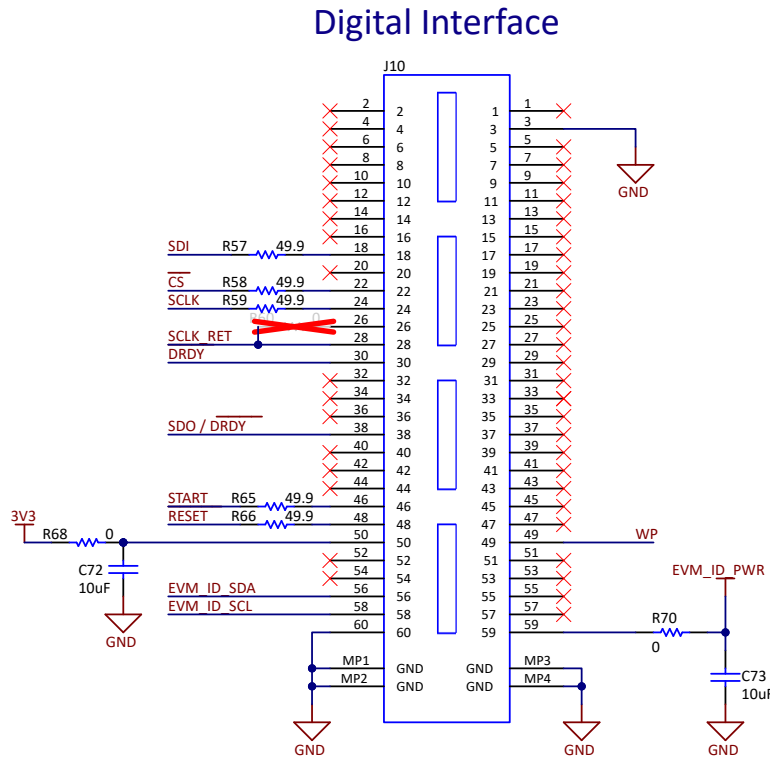 Digital Interface
J10
2 2 1 1
4 4 3 3
6 6 5 5
8 8 7 7
10 10 9 9
12 12 11 11
14 14 13 13
16 16 15 15
SDI R57 49.9 18 18 17 17
20 20 19 19
CS R58 49.9 22 22 21 21
SCLK R59 49.9 24 24 23 23
R60 0 26 26 25 25
SCLK_RET 28 28 27 27
DRDY 30 30 29 29
32 32 31 31
34 34 33 33
36 36 35 35
SDO / DRDY 38 38 37 37
40 40 39 39
42 42 41 41
44 44 43 43
START R65 49.9 46 46 45 45
RESET R66 49.9 48 48 47 47
3V3 R68 0 50 50 49 49 WP
52 52 51 51
54 54 53 53
EVM_ID_SDA 56 56 55 55
EVM_ID_SCL 58 58 57 57
60 60 59 59 R70 0 EVM_ID_PWR
MP1 GND GND MP3
MP2 GND GND MP4
C72
10uF
C73
10uF
GND
GND
GND
GND
GND